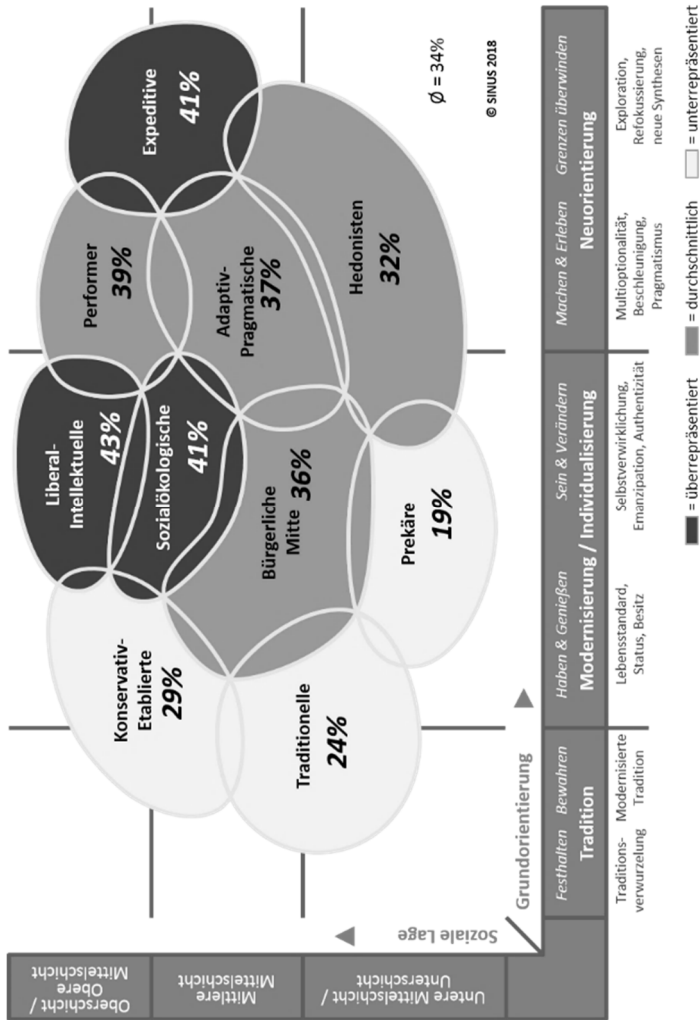 Oberschicht /
Obere
Mittelschicht
Mittlere
Mittelschicht
Untere Mittelschicht /
Unterschicht
Soziale Lage
Konservativ-
Etablierte
29%
Liberal-
Intellektuelle
43%
Performer
39%
Expeditive
41%
Sozialökologische
41%
Adaptiv-
Pragmatische
37%
Bürgerliche
Mitte 36%
Traditionelle
24%
Prekäre
19%
Hedonisten
32%
Ø = 34%
© SINUS 2018
Grundorientierung
Festhalten Bewahren
Tradition
Haben & Genießen Sein & Verändern
Modernisierung / Individualisierung
Machen & Erleben Grenzen überwinden
Neuorientierung
Traditions-
verwurzelung
Modernisierte
Tradition
Lebensstandard,
Status, Besitz
Selbstverwirklichung,
Emanzipation, Authentizität
Multioptionalität,
Beschleunigung,
Pragmatismus
Exploration,
Refokussierung,
neue Synthesen
= überrepräsentiert
= durchschnittlich
= unterrepräsentiert